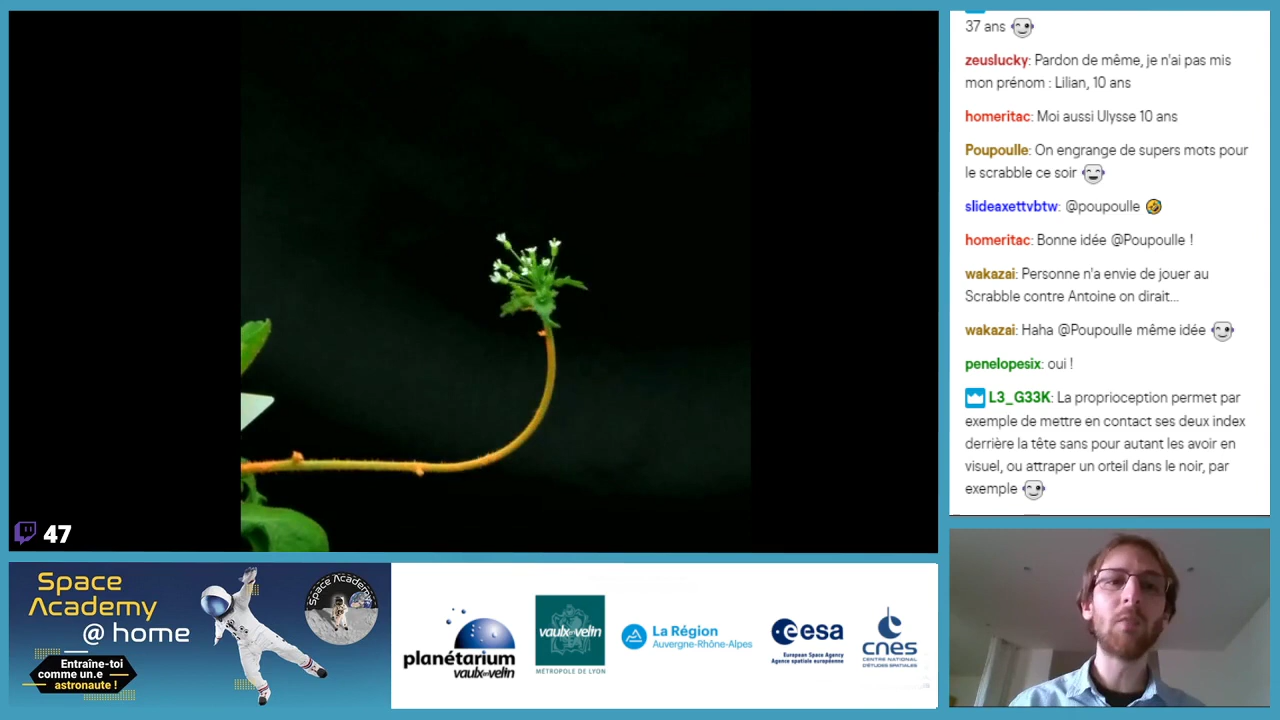 37 ans
zeuslucky: Pardon de même, je n'ai pas mis
mon prénom : Lilian, 10 ans
homeritac: Moi aussi Ulysse 10 ans
Poupoulle: On engrange de supers mots pour
le scrabble ce soir
slideaxettvbtw: @poupoulle
homeritac: Bonne idée @Poupoulle !
wakazai: Personne n'a envie de jouer au
Scrabble contre Antoine on dirait...
wakazai: Haha @Poupoulle même idée
penelopesix: oui !
L3_G33K: La proprioception permet par
exemple de mettre en contact ses deux index
derrière la tête sans pour autant les avoir en
visuel, ou attraper un orteil dans le noir, par
exemple
47
Space
Academy
@ home
Entraîne-toi
comme un.e
astronaute !
Space Academy
planétarium
vaulxenvelin
vaulxenvelin
MÉTROPOLE DE LYON
La Région
Auvergne-Rhône-Alpes
esa
European Space Agency
Agence spatiale européenne
cnes
CENTRE NATIONAL
D'ÉTUDES SPATIALES